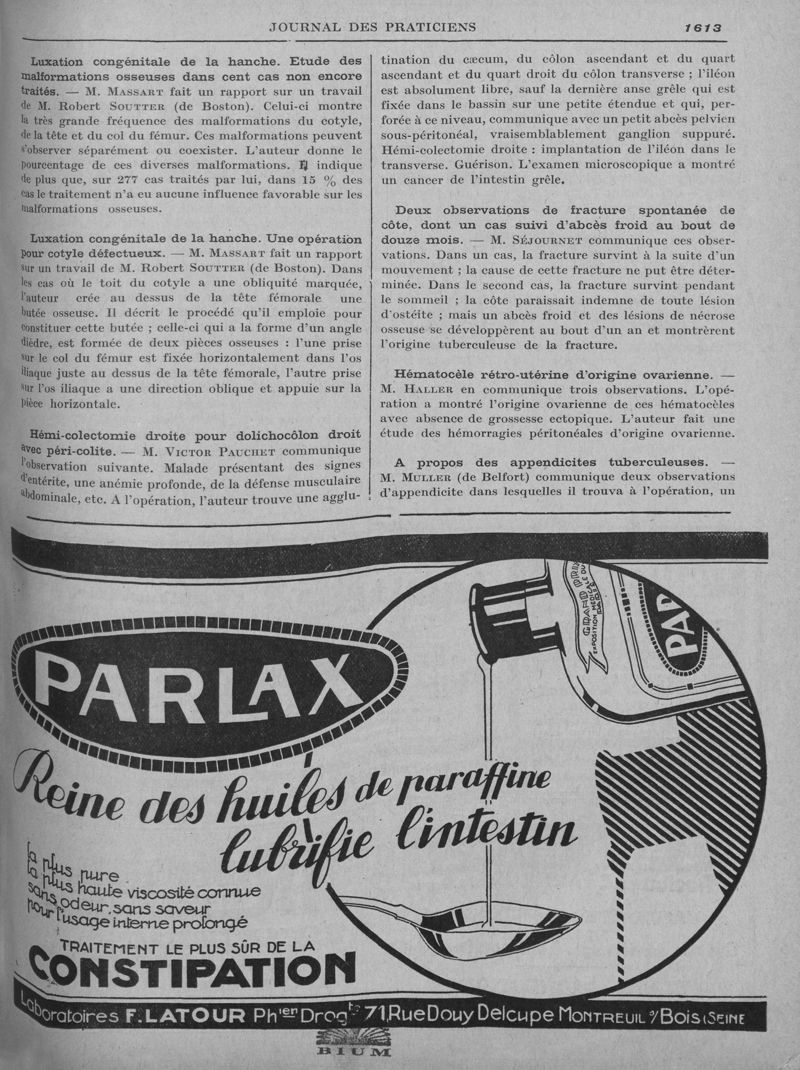 JOURNAL DES PRATICIENS
1613
Luxation congénitale de la hanche. Etude des
malformations osseuses dans cent cas non encore
traités. — M. MASSART fait un rapport sur un travail
de M. Robert SOUTTER (de Boston). Celui-ci montre
la très grande fréquence des malformations du cotyle,
de la tête et du col du fémur. Ces malformations peuvent
s'observer séparément ou coexister. L'auteur donne le
pourcentage de ces diverses malformations. Il indique
de plus que, sur 277 cas traités par lui, dans 15 % des
cas le traitement n'a eu aucune influence favorable sur les
malformations osseuses.
Luxation congénitale de la hanche. Une opération
pour cotyle défectueux. — M. MASSART fait un rapport
sur un travail de M. Robert SOUTTER (de Boston). Dans
les cas où le toit du cotyle a une obliquité marquée,
l'auteur crée au dessus de la tête fémorale une
butée osseuse. Il décrit le procédé qu'il emploie pour
constituer cette butée ; celle-ci qui a la forme d'un angle
dièdre, est formée de deux pièces osseuses : l'une prise
sur le col du fémur est fixée horizontalement dans l'os
iliaque juste au dessus de la tête fémorale, l'autre prise
sur l'os iliaque a une direction oblique et appuie sur la
pièce horizontale.
Hémi-colectomie droite pour dolichocôlon droit
avec péri-colite. — M. VICTOR PAUCHET communique
l'observation suivante. Malade présentant des signes
d'entérite, une anémie profonde, de la défense musculaire
abdominale, etc. A l'opération, l'auteur trouve une agglu-
tination du cæcum, du côlon ascendant et du quart
ascendant et du quart droit du côlon transverse ; l'iléon
est absolument libre, sauf la dernière anse grêle qui est
fixée dans le bassin sur une petite étendue et qui, per-
forée à ce niveau, communique avec un petit abcès pelvien
sous-péritonéal, vraisemblablement ganglion suppuré.
Hémi-colectomie droite : implantation de l'iléon dans le
transverse. Guérison. L'examen microscopique a montré
un cancer de l'intestin grêle.
Deux observations de fracture spontanée de
côte, dont un cas suivi d'abcès froid au bout de
douze mois. — M. SÉJOURNET communique ces obser-
vations. Dans un cas, la fracture survint à la suite d'un
mouvement ; la cause de cette fracture ne put être déter-
minée. Dans le second cas, la fracture survint pendant
le sommeil ; la côte paraissait indemne de toute lésion
d'ostéite ; mais un abcès froid et des lésions de nécrose
osseuse se développèrent au bout d'un an et montrèrent
l'origine tuberculeuse de la fracture.
Hématocèle rétro-utérine d'origine ovarienne. —
M. HALLER en communique trois observations. L'opé-
ration a montré l'origine ovarienne de ces hématocèles
avec absence de grossesse ectopique. L'auteur fait une
étude des hémorragies péritonéales d'origine ovarienne.
A propos des appendicites tuberculeuses. —
M. MULLER (de Belfort) communique deux observations
d'appendicite dans lesquelles il trouva à l'opération, un
GRAND PRIX
EXPOSITION MÉDICALE DU
PAR
PARLAX
Reine des huiles de paraffine
lubrifie l'intestin
la plus pure
la plus haute viscosité connue
sans odeur, sans saveur
pour l'usage interne prolongé
TRAITEMENT LE PLUS SÛR DE LA
CONSTIPATION
Laboratoires F. LATOUR Phien Drogte 71, Rue Douy Delcupe MONTREUIL s/ BOIS (SEINE
BIUM